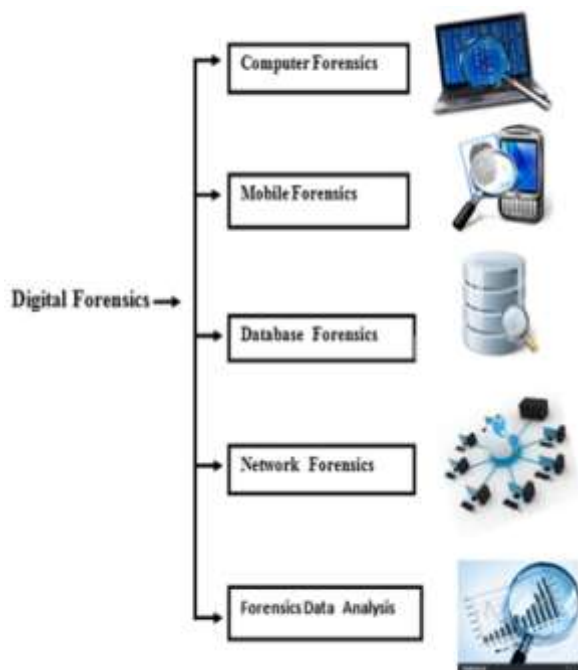 Computer Forensics
Mobile Forensics
Digital Forensics
Database Forensics
Network Forensics
Forensics Data Analysis